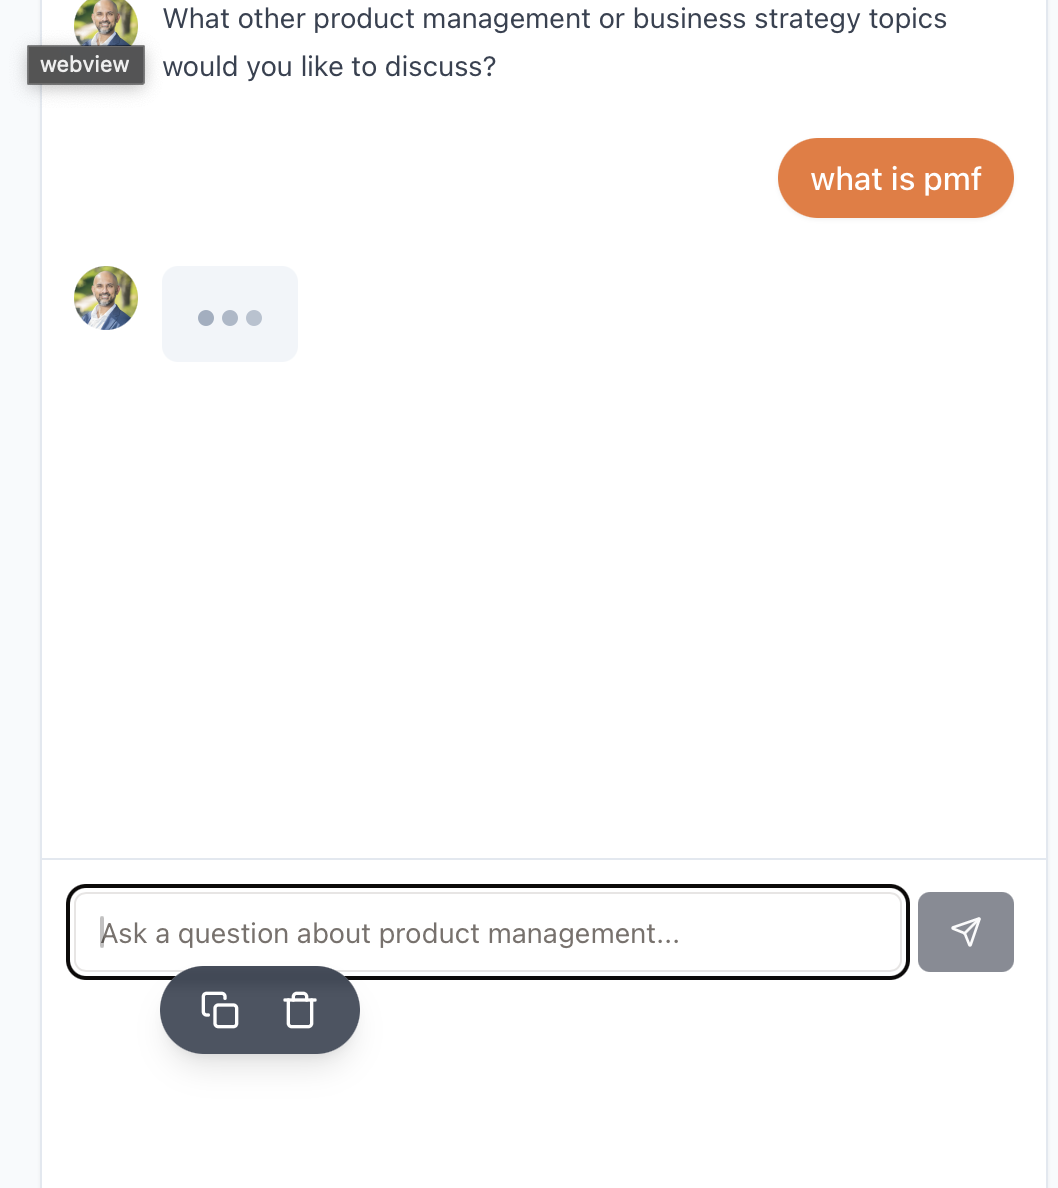 What other product management or business strategy topics
webview
would you like to discuss?
what is pmf
Ask a question about product management...